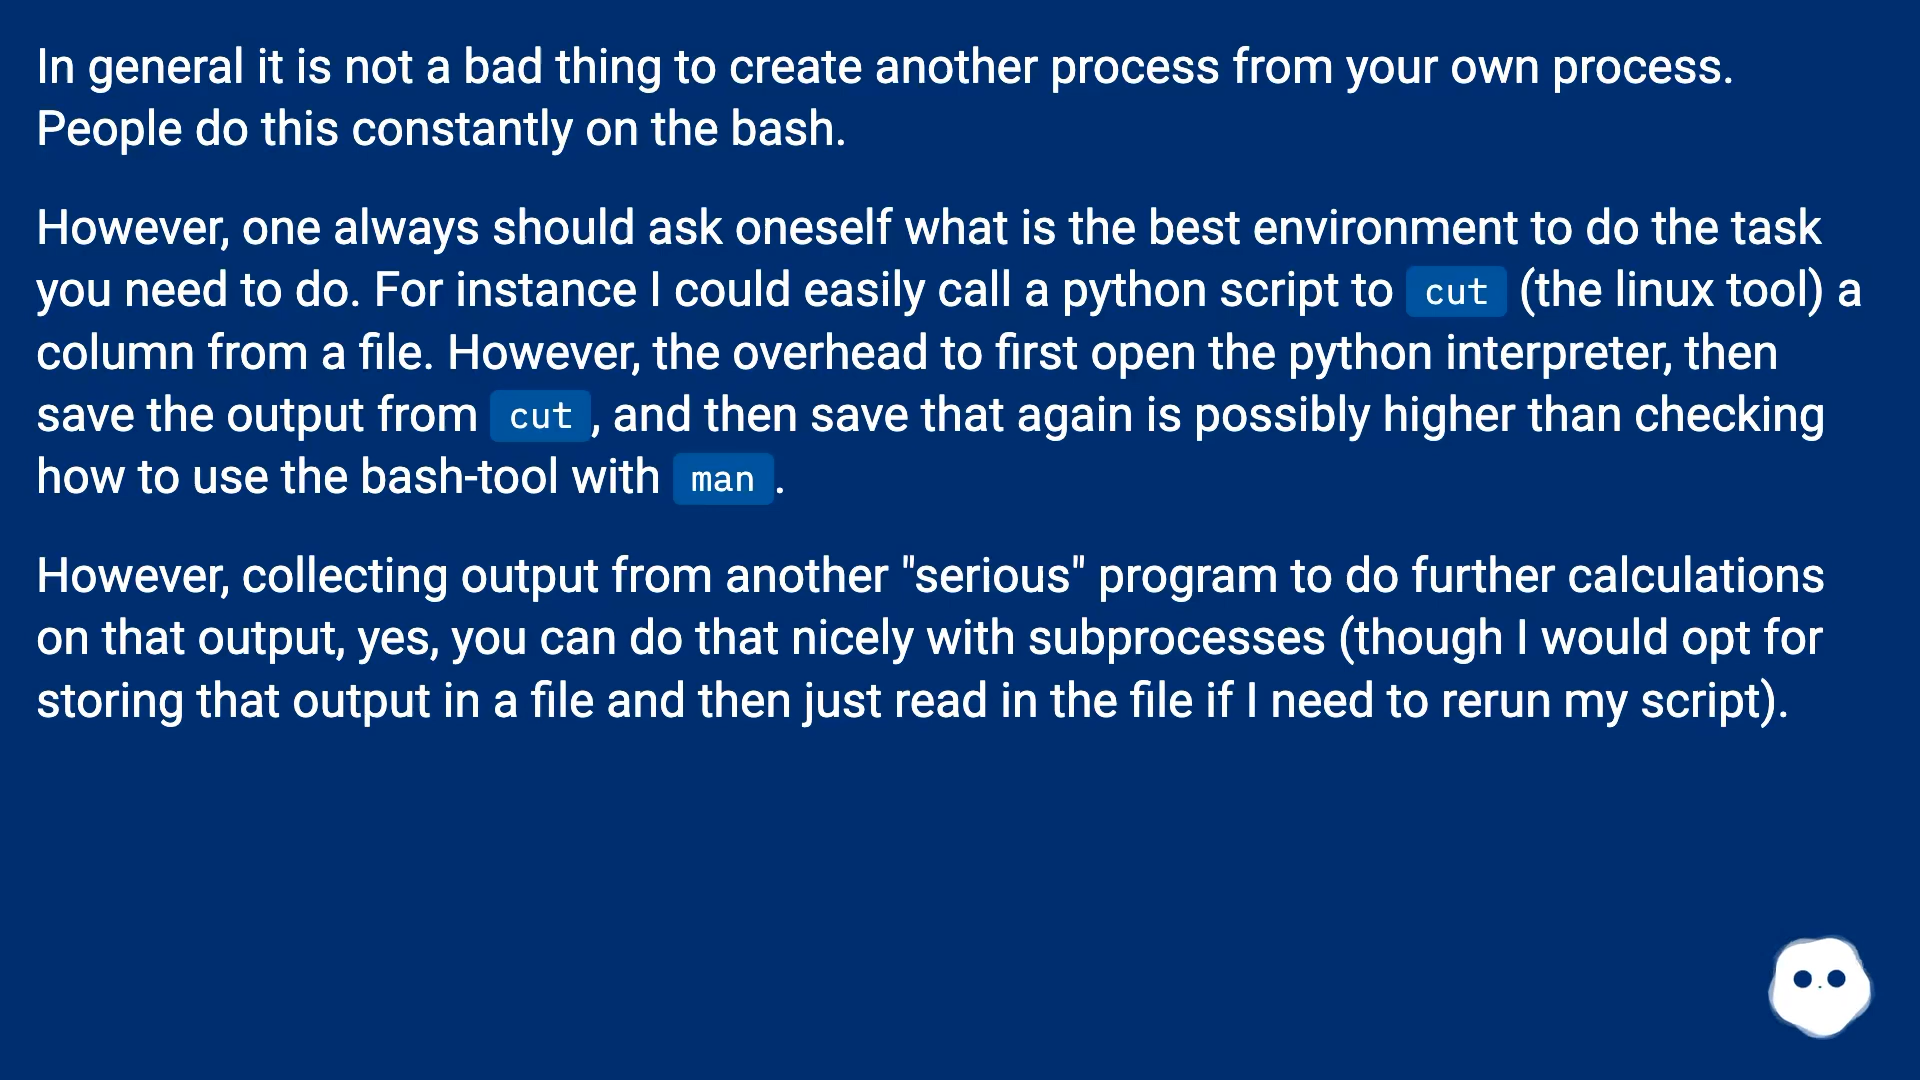 In general it is not a bad thing to create another process from your own process.
People do this constantly on the bash.
However, one always should ask oneself what is the best environment to do the task
you need to do. For instance I could easily call a python script to cut (the linux tool) a
column from a file. However, the overhead to first open the python interpreter, then
save the output from cut, and then save that again is possibly higher than checking
how to use the bash-tool with man.
However, collecting output from another "serious" program to do further calculations
on that output, yes, you can do that nicely with subprocesses (though I would opt for
storing that output in a file and then just read in the file if I need to rerun my script).